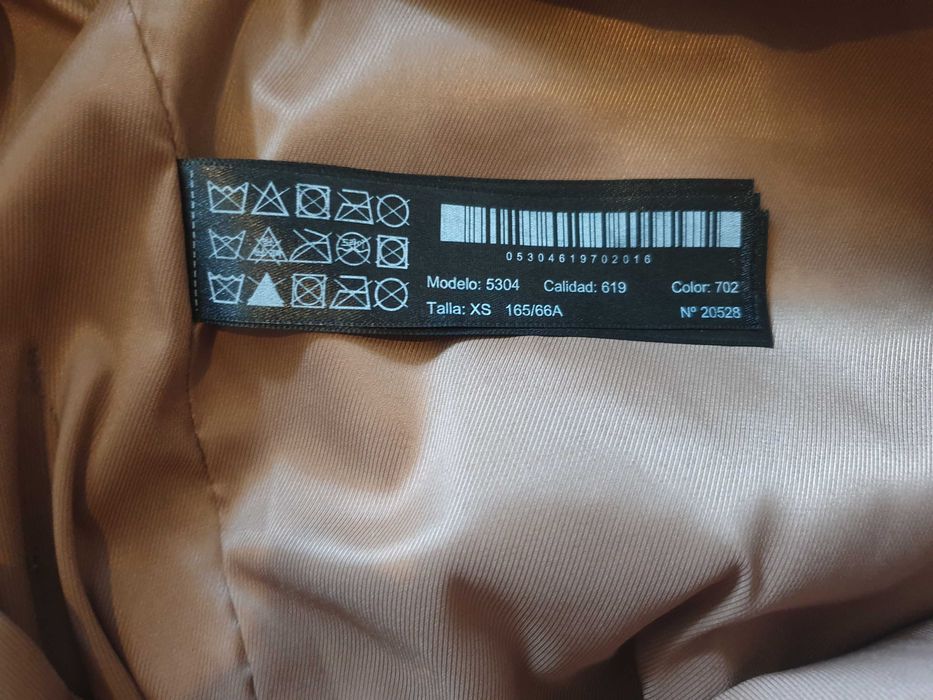 05304619702016
Modelo: 5304 Calidad: 619 Color: 702
Talla: XS 165/66A Nº 20528